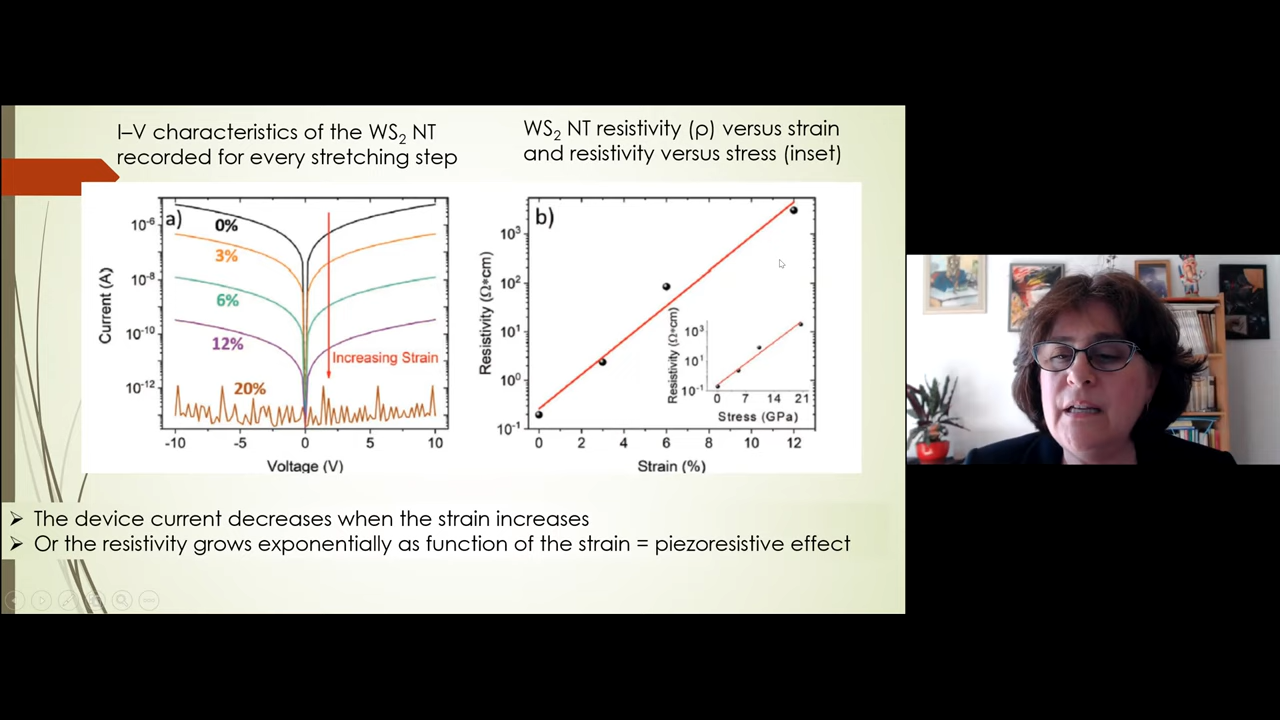 I–V characteristics of the WS₂ NT
recorded for every stretching step
WS₂ NT resistivity (ρ) versus strain
and resistivity versus stress (inset)
a)
0%
3%
6%
12%
20%
Increasing Strain
Current (A)
10⁻⁶
10⁻⁸
10⁻¹⁰
10⁻¹²
-10 -5 0 5 10
Voltage (V)
b)
Resistivity (Ω*cm)
10³
10²
10¹
10⁰
10⁻¹
0 2 4 6 8 10 12
Strain (%)
Resistivity (Ω*cm)
10³
10¹
10⁻¹
0 7 14 21
Stress (GPa)
➢ The device current decreases when the strain increases
➢ Or the resistivity grows exponentially as function of the strain = piezoresistive effect